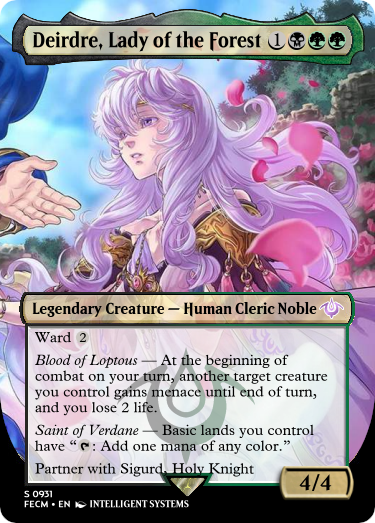 Deirdre, Lady of the Forest 1
Legendary Creature — Human Cleric Noble
Ward 2
Blood of Loptous — At the beginning of
combat on your turn, another target creature
you control gains menace until end of turn,
and you lose 2 life.
Saint of Verdane — Basic lands you control
have “: Add one mana of any color.”
Partner with Sigurd, Holy Knight
4/4
S 0931
FECM • EN INTELLIGENT SYSTEMS